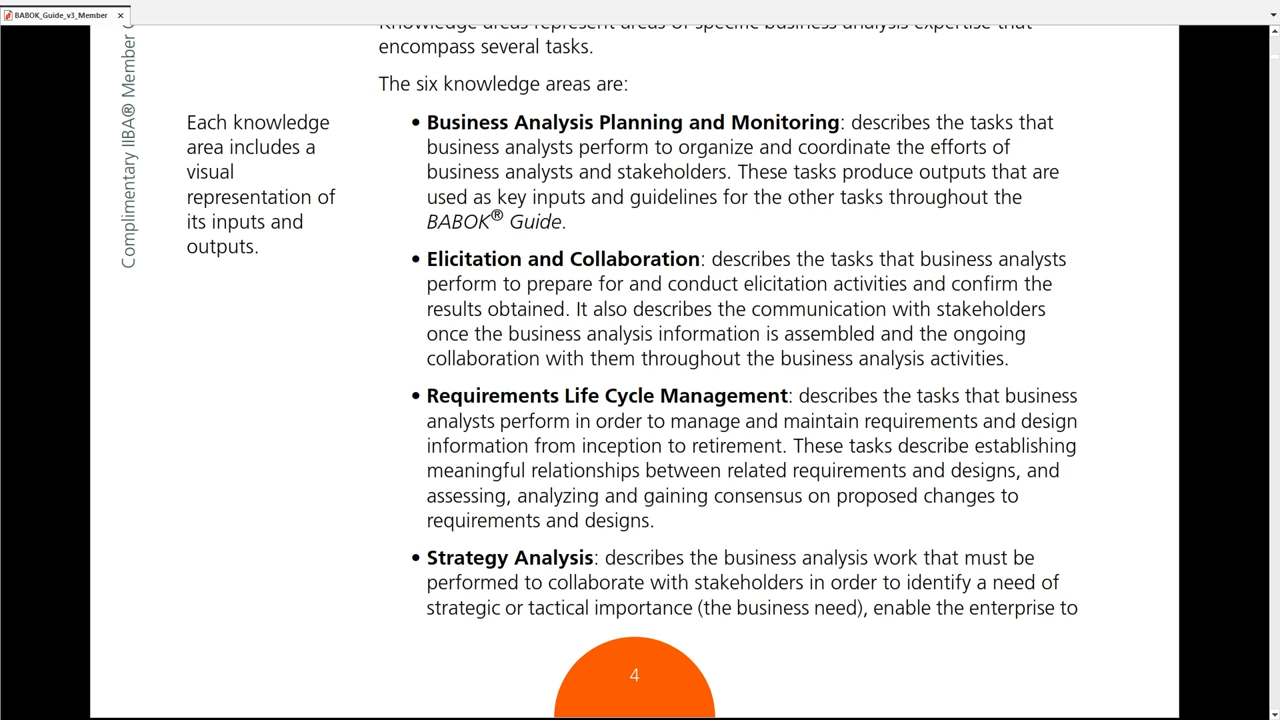 BABOK_Guide_v3_Member
Knowledge areas represent areas of specific business analysis expertise that
encompass several tasks.
The six knowledge areas are:
Complimentary IIBA® Member
Each knowledge
area includes a
visual
representation of
its inputs and
outputs.
• Business Analysis Planning and Monitoring: describes the tasks that
business analysts perform to organize and coordinate the efforts of
business analysts and stakeholders. These tasks produce outputs that are
used as key inputs and guidelines for the other tasks throughout the
BABOK® Guide.
• Elicitation and Collaboration: describes the tasks that business analysts
perform to prepare for and conduct elicitation activities and confirm the
results obtained. It also describes the communication with stakeholders
once the business analysis information is assembled and the ongoing
collaboration with them throughout the business analysis activities.
• Requirements Life Cycle Management: describes the tasks that business
analysts perform in order to manage and maintain requirements and design
information from inception to retirement. These tasks describe establishing
meaningful relationships between related requirements and designs, and
assessing, analyzing and gaining consensus on proposed changes to
requirements and designs.
• Strategy Analysis: describes the business analysis work that must be
performed to collaborate with stakeholders in order to identify a need of
strategic or tactical importance (the business need), enable the enterprise to
4